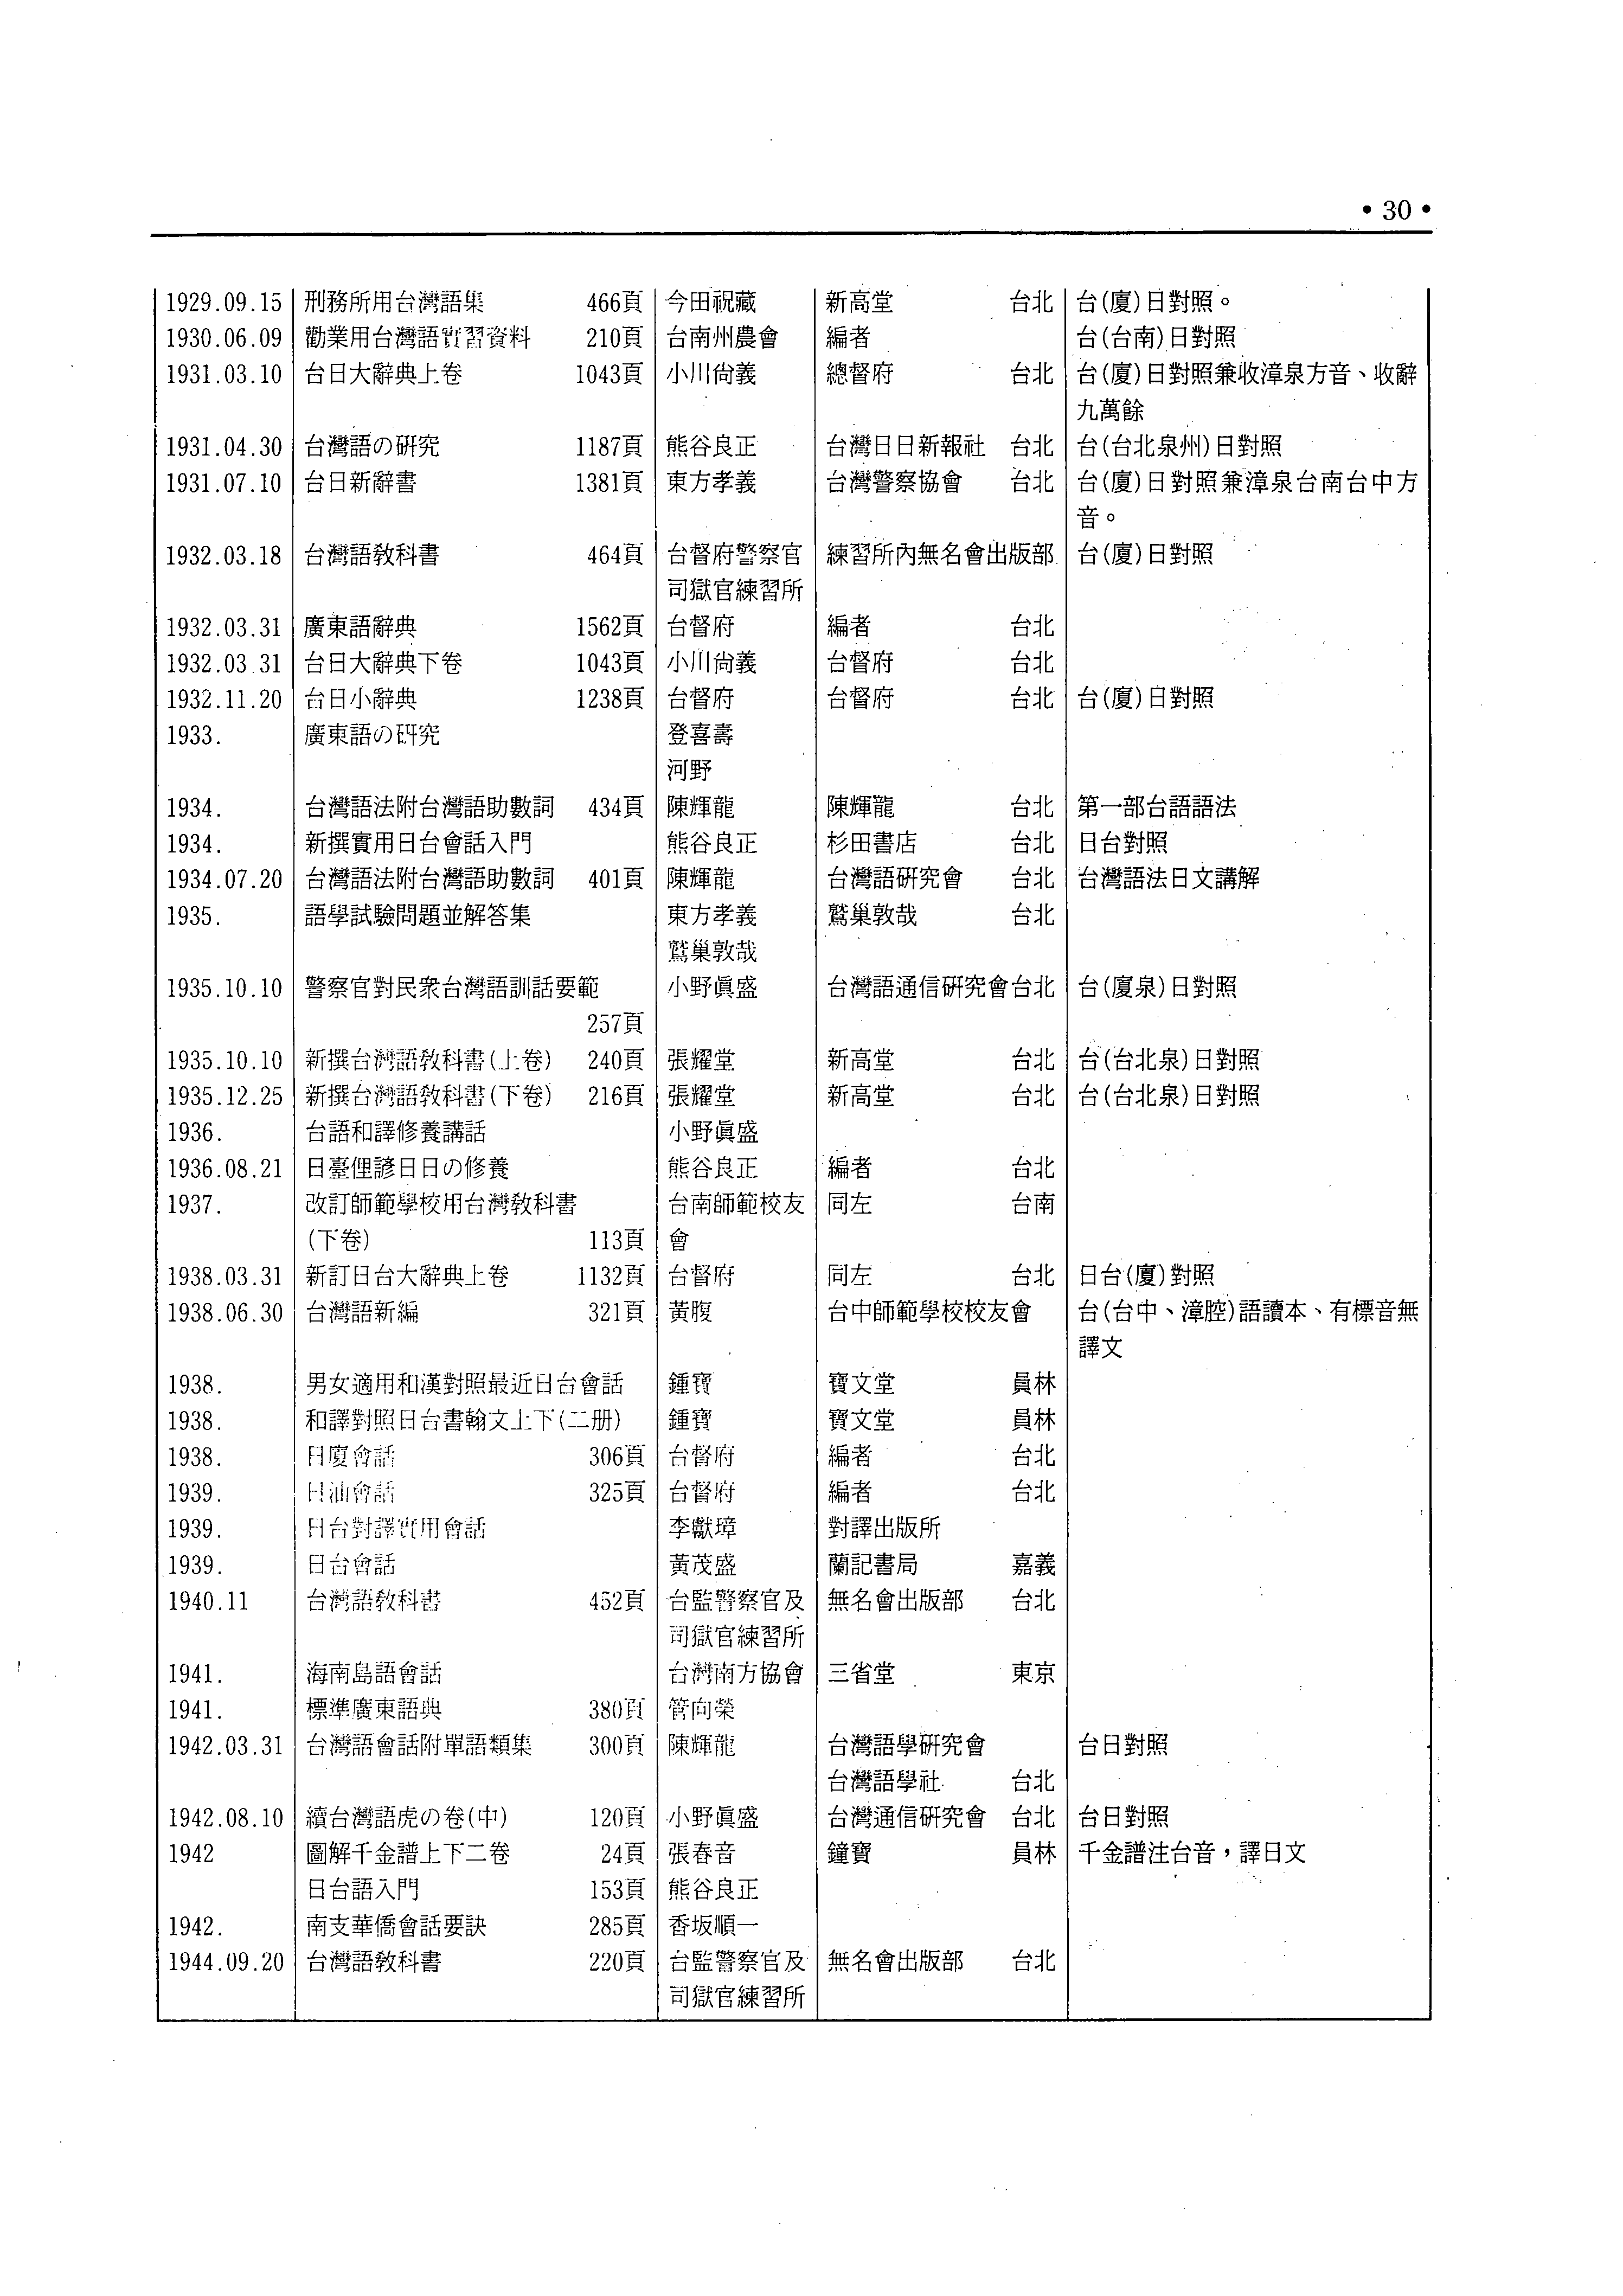 • 30 •
1929.09.15 刑務所用台灣語集 466頁 今田祝藏 新高堂 台北 台(廈)日對照。
1930.06.09 勸業用台灣語實習資料 210頁 台南州農會 編者 台(台南)日對照
1931.03.10 台日大辭典上卷 1043頁 小川尙義 總督府 台北 台(廈)日對照兼收漳泉方音、收辭
九萬餘
1931.04.30 台灣語の硏究 1187頁 熊谷良正 台灣日日新報社 台北 台(台北泉州)日對照
1931.07.10 台日新辭書 1381頁 東方孝義 台灣警察協會 台北 台(廈)日對照兼漳泉台南台中方
音。
1932.03.18 台灣語敎科書 464頁 台督府警察官 練習所內無名會出版部 台(廈)日對照
司獄官練習所
1932.03.31 廣東語辭典 1562頁 台督府 編者 台北
1932.03.31 台日大辭典下卷 1043頁 小川尙義 台督府 台北
1932.11.20 台日小辭典 1238頁 台督府 台督府 台北 台(廈)日對照
1933. 廣東語の硏究 登喜壽
河野
1934. 台灣語法附台灣語助數詞 434頁 陳輝龍 陳輝龍 台北 第一部台語語法
1934. 新撰實用日台會話入門 熊谷良正 杉田書店 台北 日台對照
1934.07.20 台灣語法附台灣語助數詞 401頁 陳輝龍 台灣語硏究會 台北 台灣語法日文講解
1935. 語學試驗問題並解答集 東方孝義 鷲巢敦哉 台北
鷲巢敦哉
1935.10.10 警察官對民衆台灣語訓話要範 小野眞盛 台灣語通信硏究會台北 台(廈泉)日對照
257頁
1935.10.10 新撰台灣語敎科書(上卷) 240頁 張耀堂 新高堂 台北 台(台北泉)日對照
1935.12.25 新撰台灣語敎科書(下卷) 216頁 張耀堂 新高堂 台北 台(台北泉)日對照
1936. 台語和譯修養講話 小野眞盛
1936.08.21 日臺俚諺日日の修養 熊谷良正 編者 台北
1937. 改訂師範學校用台灣敎科書 台南師範校友 同左 台南
(下卷) 113頁 會
1938.03.31 新訂日台大辭典上卷 1132頁 台督府 同左 台北 日台(廈)對照
1938.06.30 台灣語新編 321頁 黃腹 台中師範學校校友會 台(台中、漳腔)語讀本、有標音無
譯文
1938. 男女適用和漢對照最近日台會話 鍾寶 寶文堂 員林
1938. 和譯對照日台書翰文上下(二册) 鍾寶 寶文堂 員林
1938. 日廈會話 306頁 台督府 編者 台北
1939. 日汕會話 325頁 台督府 編者 台北
1939. 日台對譯實用會話 李獻璋 對譯出版所
1939. 日台會話 黃茂盛 蘭記書局 嘉義
1940.11 台灣語敎科書 452頁 台監警察官及 無名會出版部 台北
司獄官練習所
1941. 海南島語會話 台灣南方協會 三省堂 東京
1941. 標準廣東語典 380頁 管向榮
1942.03.31 台灣語會話附單語類集 300頁 陳輝龍 台灣語學硏究會 台日對照
台灣語學社 台北
1942.08.10 續台灣語虎の卷(中) 120頁 小野眞盛 台灣通信硏究會 台北 台日對照
1942 圖解千金譜上下二卷 24頁 張春音 鐘寶 員林 千金譜注台音，譯日文
日台語入門 153頁 熊谷良正
1942. 南支華僑會話要訣 285頁 香坂順一
1944.09.20 台灣語敎科書 220頁 台監警察官及 無名會出版部 台北
司獄官練習所